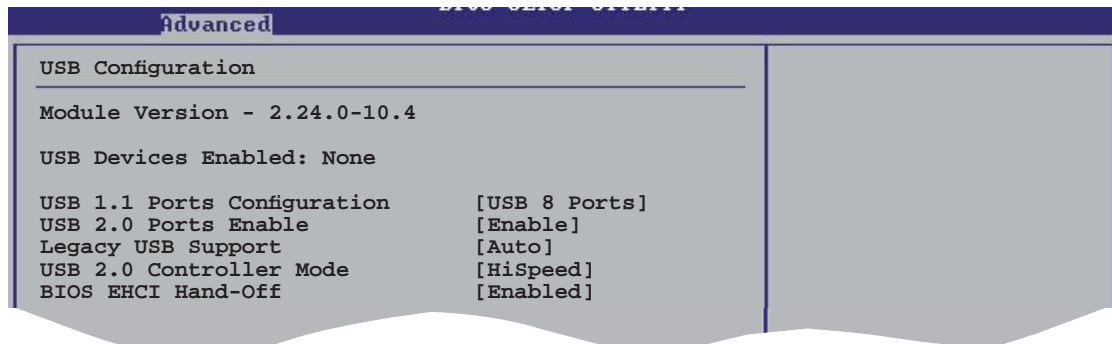 Advanced
USB Configuration
Module Version - 2.24.0-10.4
USB Devices Enabled: None
USB 1.1 Ports Configuration [USB 8 Ports]
USB 2.0 Ports Enable [Enable]
Legacy USB Support [Auto]
USB 2.0 Controller Mode [HiSpeed]
BIOS EHCI Hand-Off [Enabled]